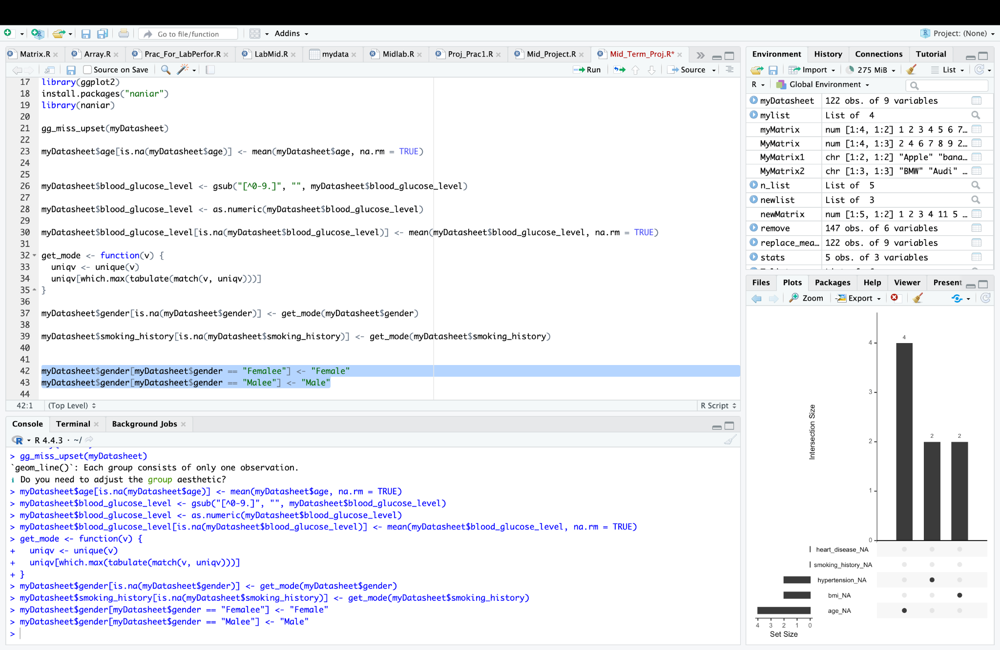 Go to file/function
Addins
Project: (None)
Matrix.R
Array.R
Prac_For_LabPerfor.R
LabMid.R
mydata
Midlab.R
Proj_Prac1.R
Mid_Project.R
Mid_Term_Proj.R*
Source on Save
Run
Source
17 library(ggplot2)
18 install.packages("naniar")
19 library(naniar)
20
21 gg_miss_upset(myDatasheet)
22
23 myDatasheet$age[is.na(myDatasheet$age)] <- mean(myDatasheet$age, na.rm = TRUE)
24
25
26 myDatasheet$blood_glucose_level <- gsub("[^0-9.]", "", myDatasheet$blood_glucose_level)
27
28 myDatasheet$blood_glucose_level <- as.numeric(myDatasheet$blood_glucose_level)
29
30 myDatasheet$blood_glucose_level[is.na(myDatasheet$blood_glucose_level)] <- mean(myDatasheet$blood_glucose_level, na.rm = TRUE)
31
32 get_mode <- function(v) {
33   uniqv <- unique(v)
34   uniqv[which.max(tabulate(match(v, uniqv)))]
35 }
36
37 myDatasheet$gender[is.na(myDatasheet$gender)] <- get_mode(myDatasheet$gender)
38
39 myDatasheet$smoking_history[is.na(myDatasheet$smoking_history)] <- get_mode(myDatasheet$smoking_history)
40
41
42 myDatasheet$gender[myDatasheet$gender == "Femalee"] <- "Female"
43 myDatasheet$gender[myDatasheet$gender == "Malee"] <- "Male"
44
42:1 (Top Level)
R Script
Console
Terminal
Background Jobs
R 4.4.3 · ~/
> gg_miss_upset(myDatasheet)
`geom_line()`: Each group consists of only one observation.
ℹ Do you need to adjust the group aesthetic?
> myDatasheet$age[is.na(myDatasheet$age)] <- mean(myDatasheet$age, na.rm = TRUE)
> myDatasheet$blood_glucose_level <- gsub("[^0-9.]", "", myDatasheet$blood_glucose_level)
> myDatasheet$blood_glucose_level <- as.numeric(myDatasheet$blood_glucose_level)
> myDatasheet$blood_glucose_level[is.na(myDatasheet$blood_glucose_level)] <- mean(myDatasheet$blood_glucose_level, na.rm = TRUE)
> get_mode <- function(v) {
+   uniqv <- unique(v)
+   uniqv[which.max(tabulate(match(v, uniqv)))]
+ }
> myDatasheet$gender[is.na(myDatasheet$gender)] <- get_mode(myDatasheet$gender)
> myDatasheet$smoking_history[is.na(myDatasheet$smoking_history)] <- get_mode(myDatasheet$smoking_history)
> myDatasheet$gender[myDatasheet$gender == "Femalee"] <- "Female"
> myDatasheet$gender[myDatasheet$gender == "Malee"] <- "Male"
>
Environment
History
Connections
Tutorial
Import
275 MiB
List
R
Global Environment
myDatasheet 122 obs. of 9 variables
mylist List of 4
myMatrix num [1:4, 1:2] 1 2 3 4 5 6 7…
MyMatrix num [1:4, 1:3] 2 4 6 7 8 9 2…
MyMatrix1 chr [1:2, 1:2] "Apple" "bana…
MyMatrix2 chr [1:3, 1:3] "BMW" "Audi" …
n_list List of 5
newlist List of 3
newMatrix num [1:5, 1:2] 1 2 3 4 11 5 …
remove 147 obs. of 6 variables
replace_mea… 122 obs. of 9 variables
stats 5 obs. of 3 variables
Files
Plots
Packages
Help
Viewer
Present
Zoom
Export
4
4
3
2
2
2
1
0
Intersection Size
heart_disease_NA
smoking_history_NA
hypertension_NA
bmi_NA
age_NA
4 3 2 1 0
Set Size